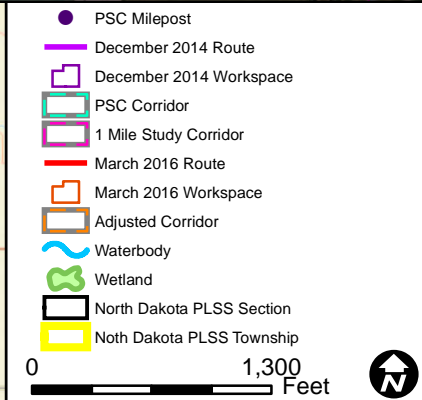 PSC Milepost
December 2014 Route
December 2014 Workspace
PSC Corridor
1 Mile Study Corridor
March 2016 Route
March 2016 Workspace
Adjusted Corridor
Waterbody
Wetland
North Dakota PLSS Section
Noth Dakota PLSS Township
0 1,300
Feet
N